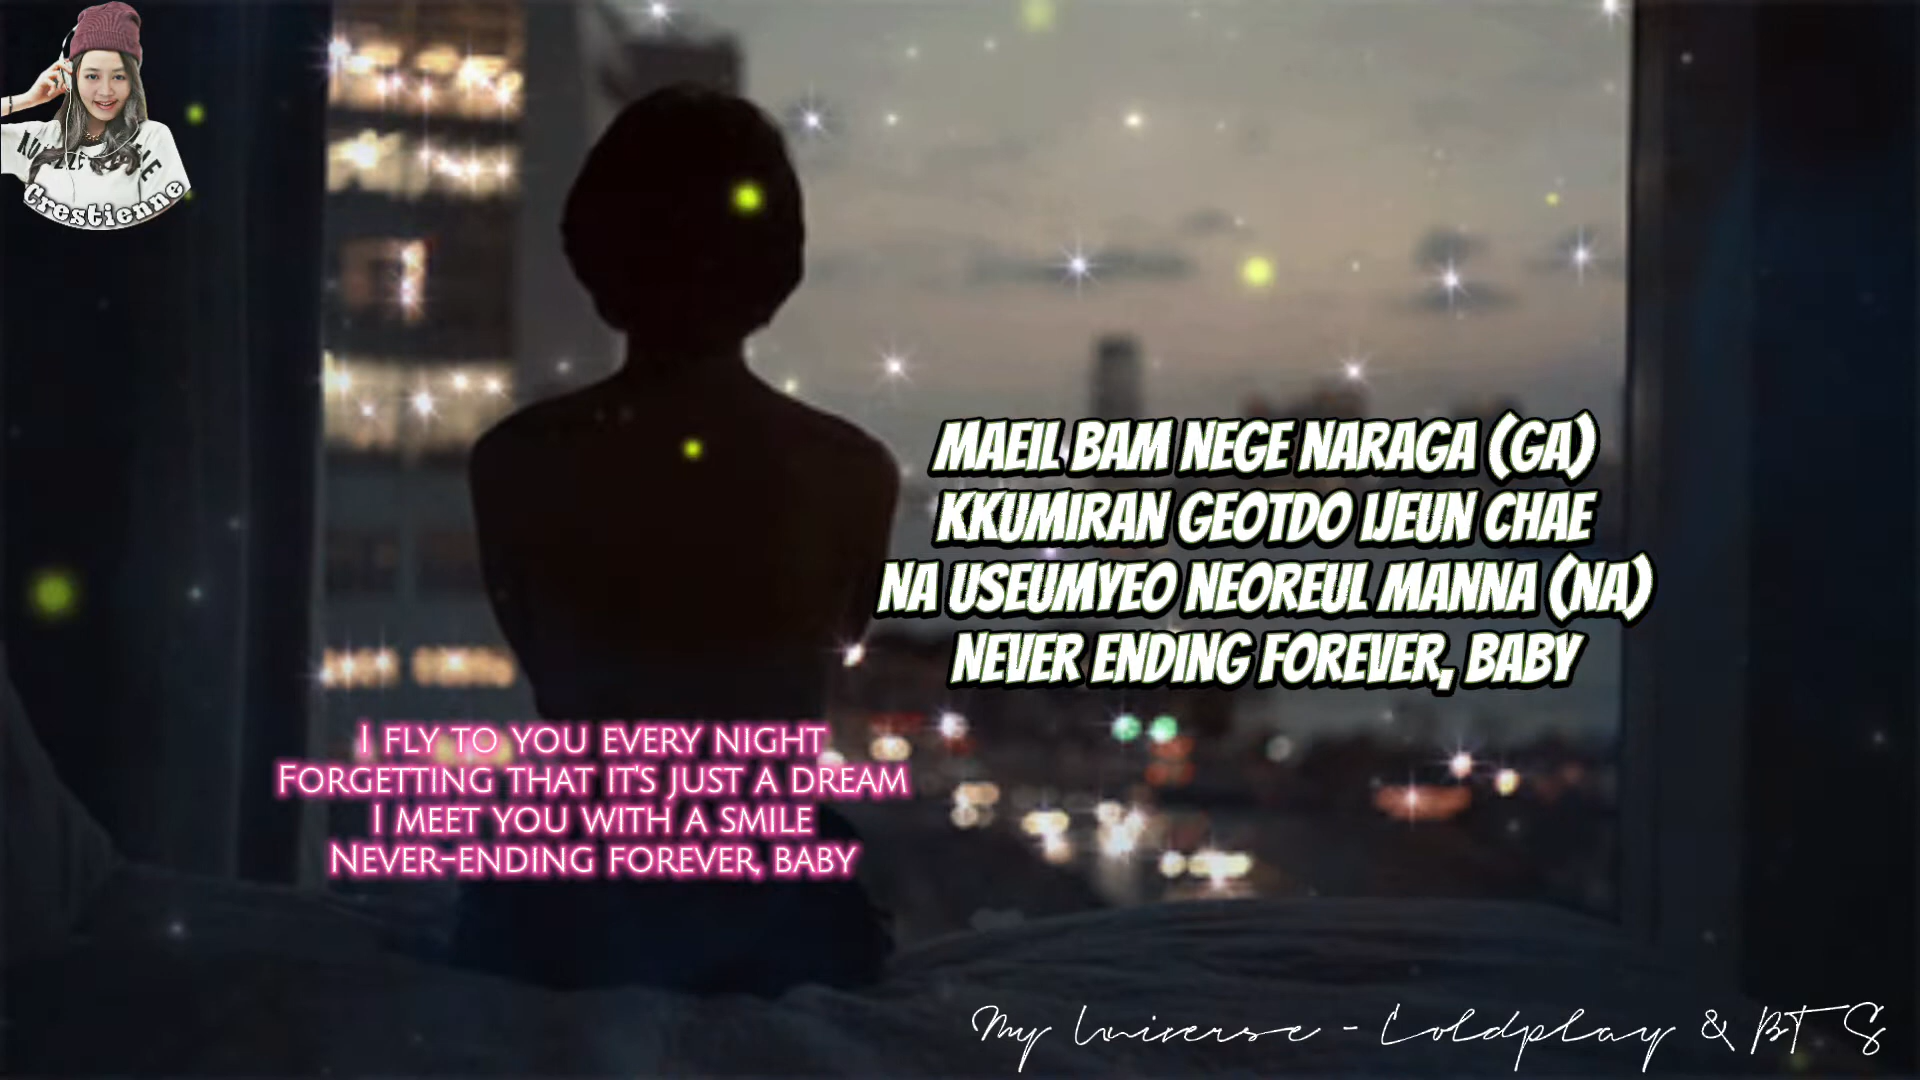 Crestienne
MAEIL BAM NEGE NARAGA (GA)
KKUMIRAN GEOTDO IJEUN CHAE
NA USEUMYEO NEOREUL MANNA (NA)
NEVER ENDING FOREVER, BABY
I FLY TO YOU EVERY NIGHT
FORGETTING THAT IT'S JUST A DREAM
I MEET YOU WITH A SMILE
NEVER-ENDING FOREVER, BABY
My Universe - Coldplay & BTS